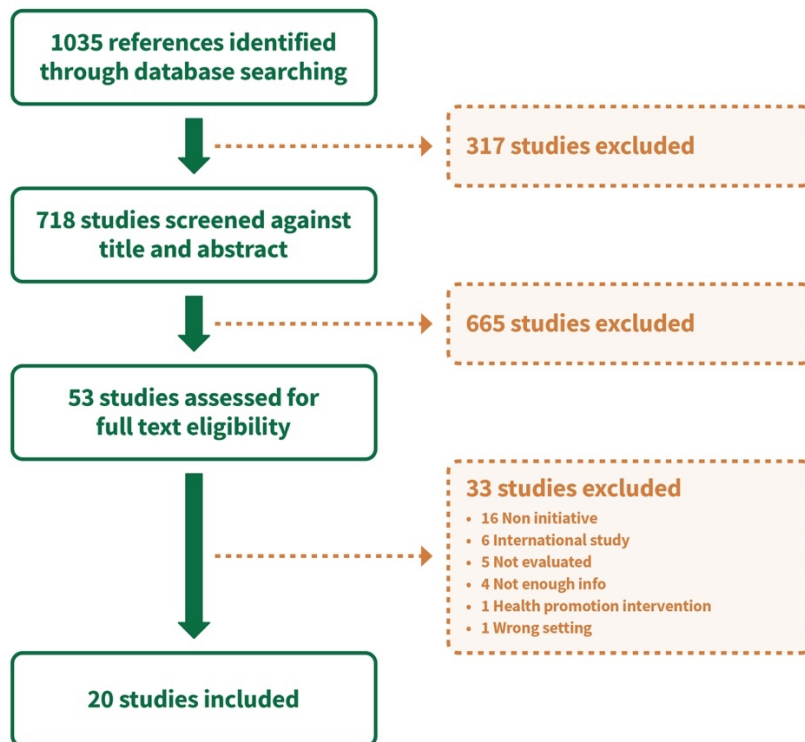 1035 references identified
through database searching
317 studies excluded
718 studies screened against
title and abstract
665 studies excluded
53 studies assessed for
full text eligibility
33 studies excluded
• 16 Non initiative
• 6 International study
• 5 Not evaluated
• 4 Not enough info
• 1 Health promotion intervention
• 1 Wrong setting
20 studies included